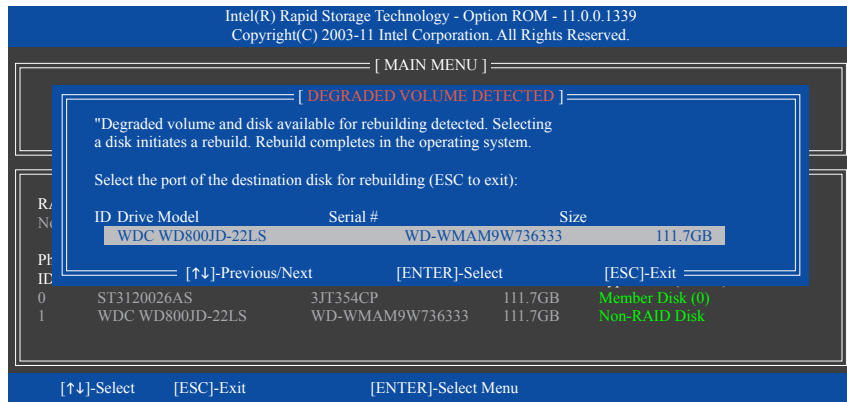 Intel(R) Rapid Storage Technology - Option ROM - 11.0.0.1339
Copyright(C) 2003-11 Intel Corporation. All Rights Reserved.
[ MAIN MENU ]
[ DEGRADED VOLUME DETECTED ]
"Degraded volume and disk available for rebuilding detected. Selecting
a disk initiates a rebuild. Rebuild completes in the operating system.
Select the port of the destination disk for rebuilding (ESC to exit):
ID Drive Model Serial # Size
WDC WD800JD-22LS WD-WMAM9W736333 111.7GB
[↑↓]-Previous/Next [ENTER]-Select [ESC]-Exit
ID
0 ST3120026AS 3JT354CP 111.7GB Member Disk (0)
1 WDC WD800JD-22LS WD-WMAM9W736333 111.7GB Non-RAID Disk
[↑↓]-Select [ESC]-Exit [ENTER]-Select Menu